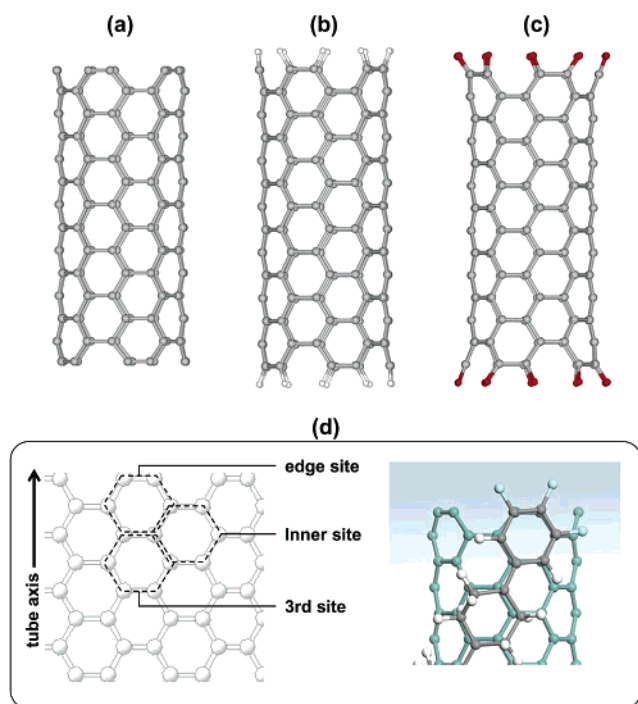 (a)
(b)
(c)
(d)
edge site
Inner site
3rd site
tube axis